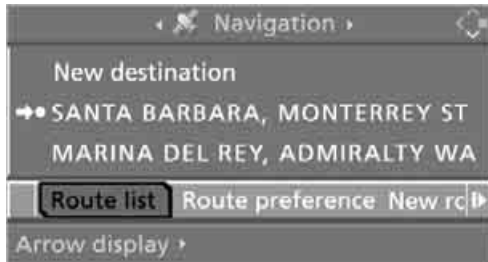 Navigation
New destination
SANTA BARBARA, MONTERREY ST
MARINA DEL REY, ADMIRALTY WA
Route list Route preference New ro
Arrow display